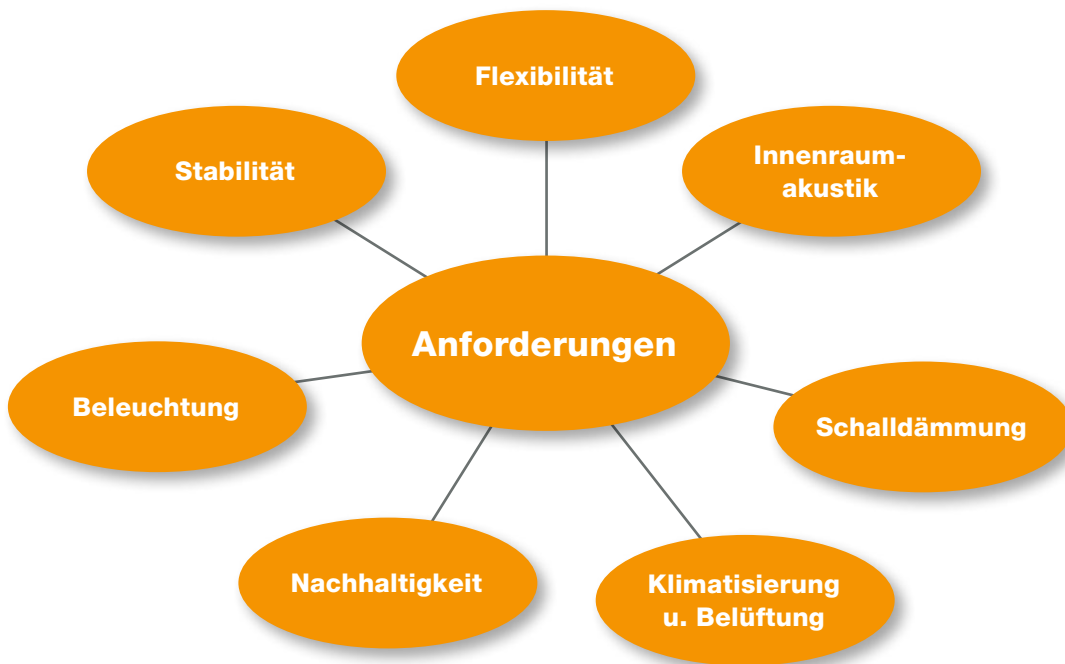 Flexibilität
Stabilität
Innenraum-
akustik
Anforderungen
Beleuchtung
Schalldämmung
Nachhaltigkeit
Klimatisierung
u. Belüftung